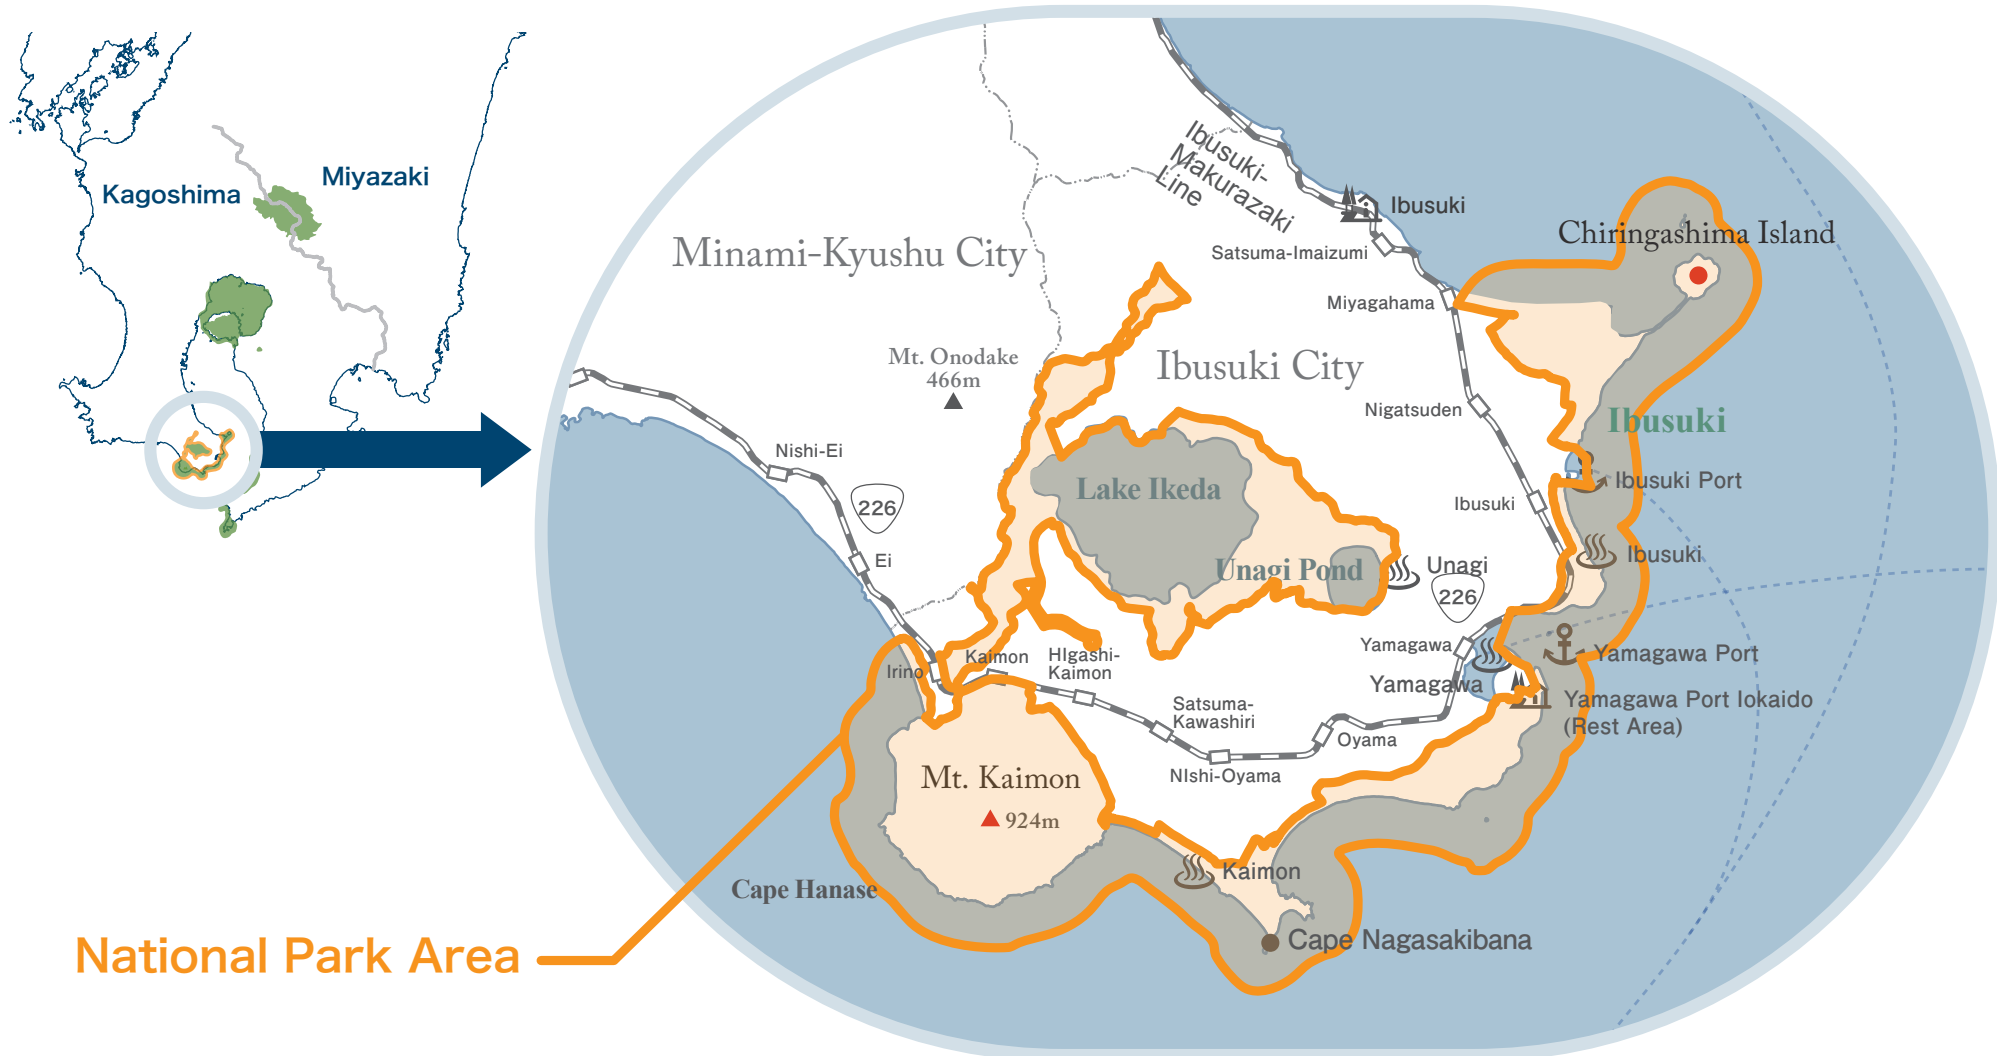 Kagoshima
Miyazaki
National Park Area
Ibusuki-
Makurazaki
Line
Ibusuki
Chiringashima Island
Minami-Kyushu City
Satsuma-Imaizumi
Miyagahama
Mt. Onodake
466m
Ibusuki City
Nigatsuden
Ibusuki
Nishi-Ei
226
Lake Ikeda
Ibusuki Port
Ibusuki
Ei
Unagi Pond
Unagi
226
Ibusuki
Irino
Kaimon
HIgashi-
Kaimon
Yamagawa
Yamagawa Port
Yamagawa
Yamagawa Port Iokaido
(Rest Area)
Satsuma-
Kawashiri
Oyama
NIshi-Oyama
Mt. Kaimon
924m
Cape Hanase
Kaimon
Cape Nagasakibana